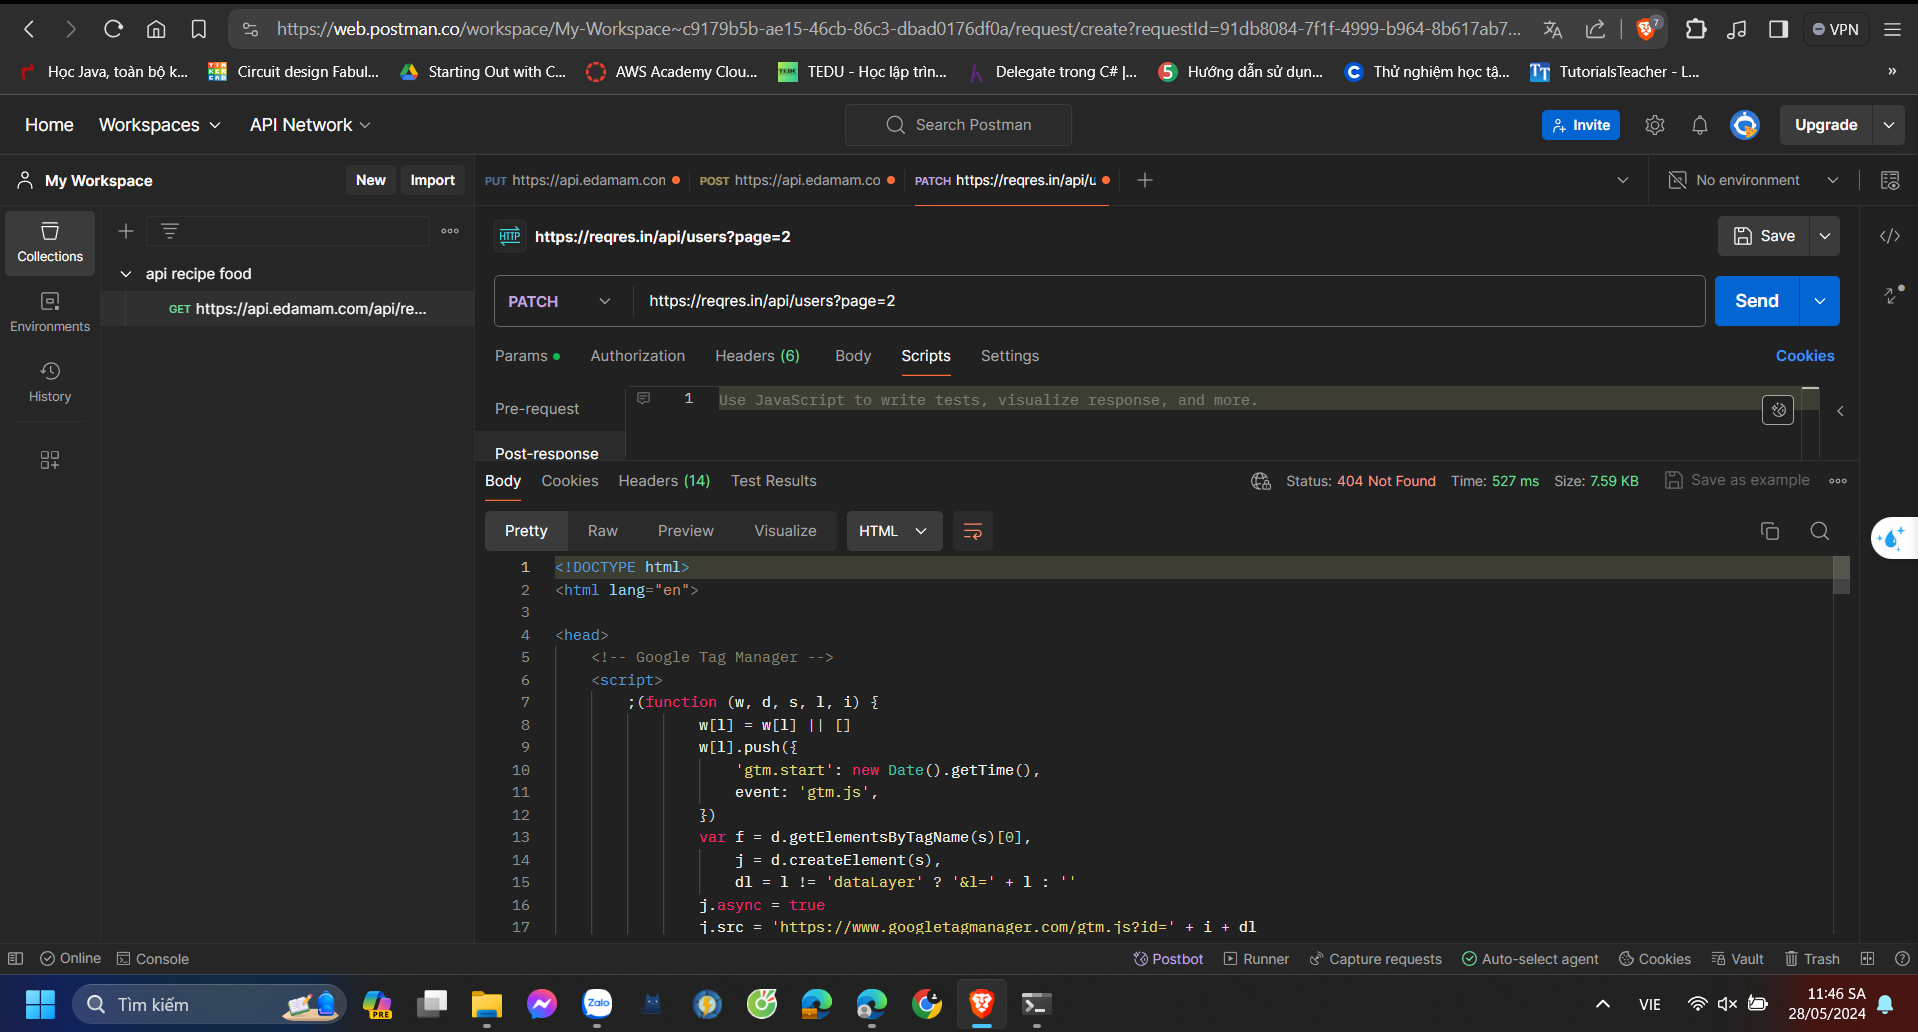 https://web.postman.co/workspace/My-Workspace~c9179b5b-ae15-46cb-86c3-dbad0176df0a/request/create?requestId=91db8084-7f1f-4999-b964-8b617ab7... 7 VPN
Học Java, toàn bộ k... Circuit design Fabul... Starting Out with C... AWS Academy Clou... TEDU - Học lập trìn... Delegate trong C# |... Hướng dẫn sử dụn... Thử nghiệm học tậ... TutorialsTeacher - L... »
Home Workspaces API Network Search Postman Invite Upgrade
My Workspace New Import PUT https://api.edamam.con POST https://api.edamam.co PATCH https://reqres.in/api/u No environment
Collections
HTTP https://reqres.in/api/users?page=2 Save </>
api recipe food
GET https://api.edamam.com/api/re...
PATCH https://reqres.in/api/users?page=2 Send
Environments
Params Authorization Headers (6) Body Scripts Settings Cookies
History
Pre-request
1 Use JavaScript to write tests, visualize response, and more.
Post-response
Body Cookies Headers (14) Test Results Status: 404 Not Found Time: 527 ms Size: 7.59 KB Save as example
Pretty Raw Preview Visualize HTML
1 <!DOCTYPE html>
2 <html lang="en">
3
4 <head>
5 <!-- Google Tag Manager -->
6 <script>
7 ;(function (w, d, s, l, i) {
8 w[l] = w[l] || []
9 w[l].push({
10 'gtm.start': new Date().getTime(),
11 event: 'gtm.js',
12 })
13 var f = d.getElementsByTagName(s)[0],
14 j = d.createElement(s),
15 dl = l != 'dataLayer' ? '&l=' + l : ''
16 j.async = true
17 j.src = 'https://www.googletagmanager.com/gtm.js?id=' + i + dl
Online Console Postbot Runner Capture requests Auto-select agent Cookies Vault Trash
Tìm kiếm PRE Zalo VIE 11:46 SA
28/05/2024